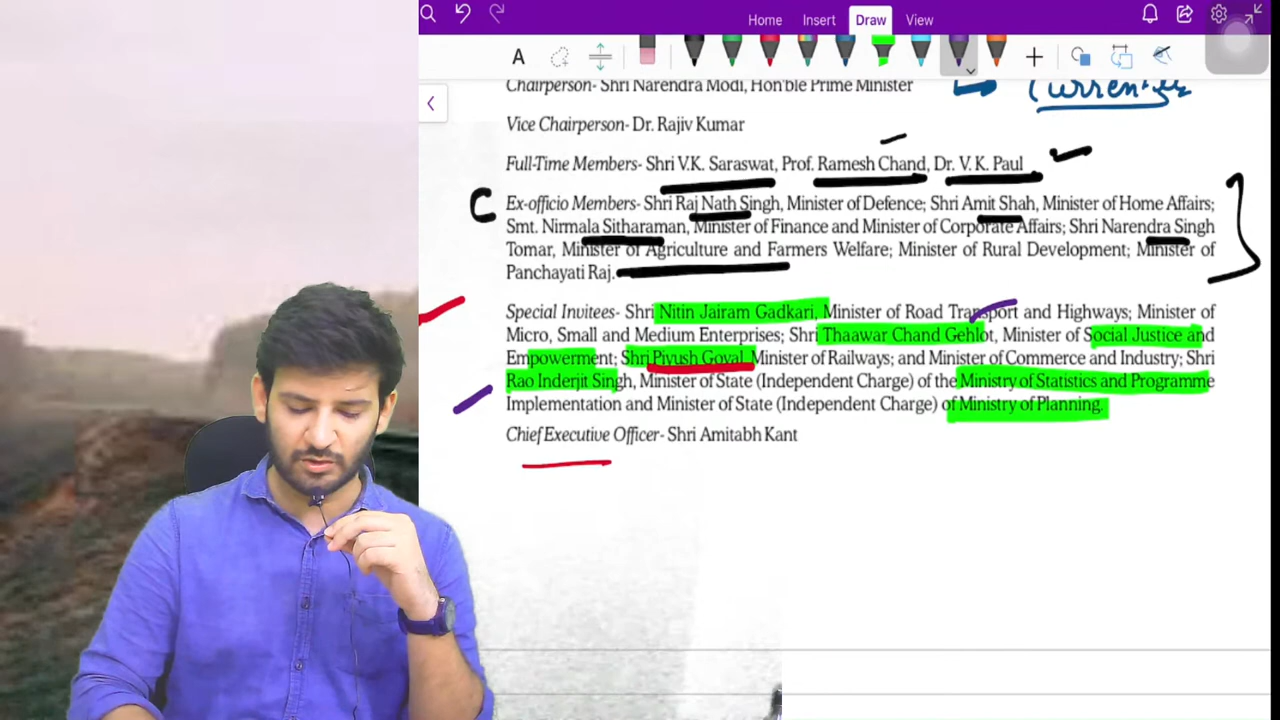 Home Insert Draw View
A
Chairperson- Shri Narendra Modi, Hon'ble Prime Minister
Vice Chairperson- Dr. Rajiv Kumar
Full-Time Members- Shri V.K. Saraswat, Prof. Ramesh Chand, Dr. V. K. Paul
Ex-officio Members- Shri Raj Nath Singh, Minister of Defence; Shri Amit Shah, Minister of Home Affairs;
Smt. Nirmala Sitharaman, Minister of Finance and Minister of Corporate Affairs; Shri Narendra Singh
Tomar, Minister of Agriculture and Farmers Welfare; Minister of Rural Development; Minister of
Panchayati Raj.
Special Invitees- Shri Nitin Jairam Gadkari, Minister of Road Transport and Highways; Minister of
Micro, Small and Medium Enterprises; Shri Thaawar Chand Gehlot, Minister of Social Justice and
Empowerment; Shri Piyush Goyal Minister of Railways; and Minister of Commerce and Industry; Shri
Rao Inderjit Singh, Minister of State (Independent Charge) of the Ministry of Statistics and Programme
Implementation and Minister of State (Independent Charge) of Ministry of Planning.
Chief Executive Officer- Shri Amitabh Kant